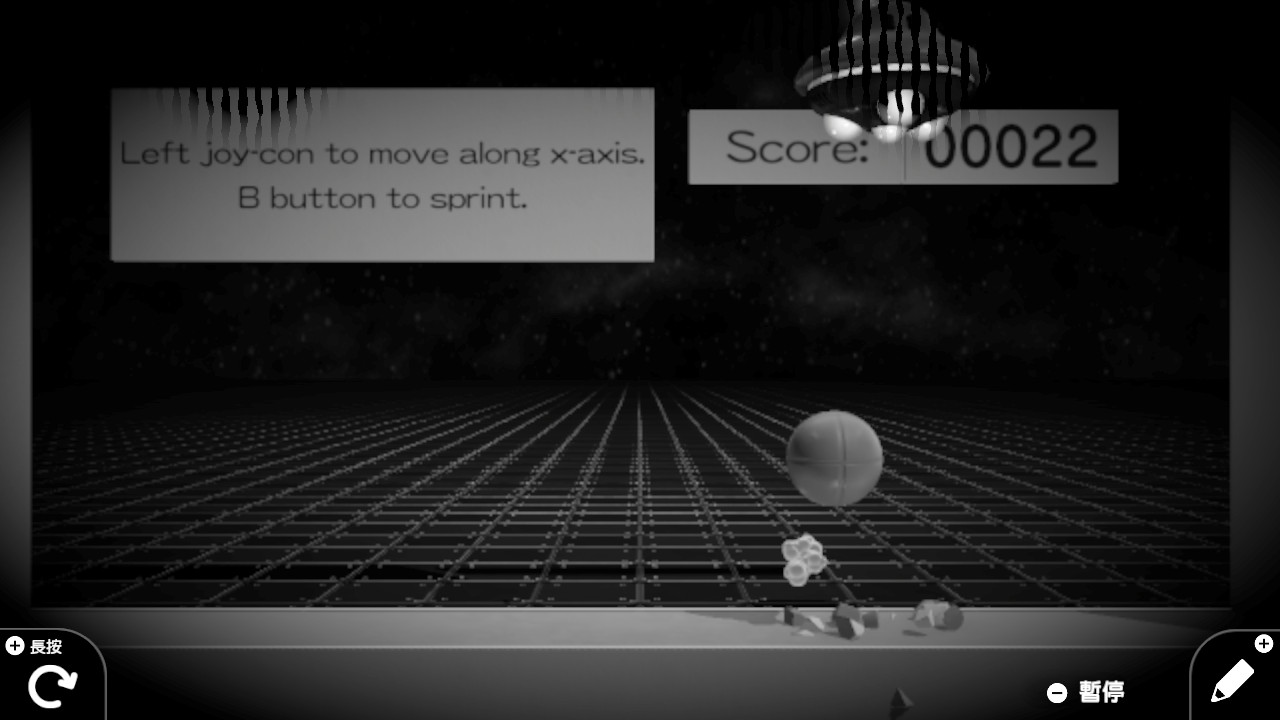 Left joy-con to move along x-axis.
B button to sprint.
Score: 00022
長按
暫停